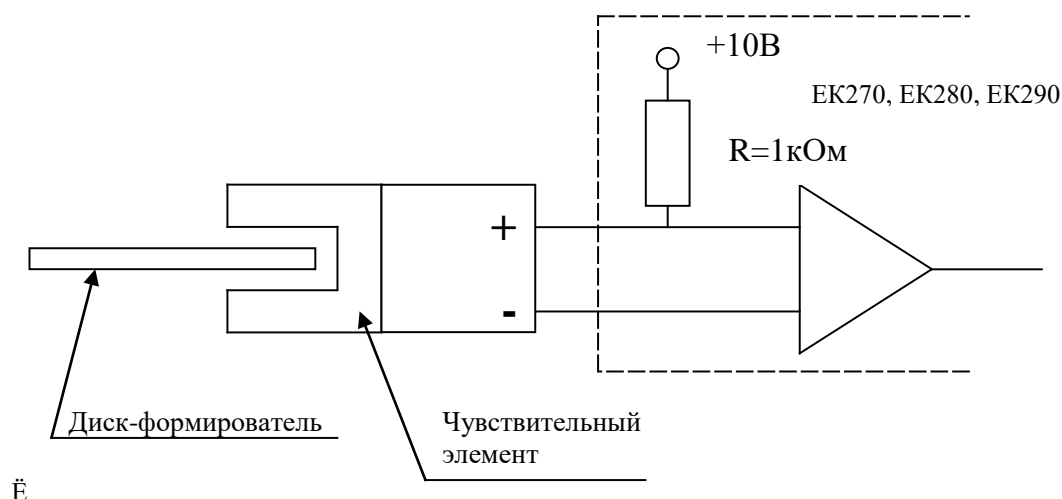 +10В
ЕК270, ЕК280, ЕК290
R=1кОм
+
-
Диск-формирователь
Чувствительный
элемент
Ё